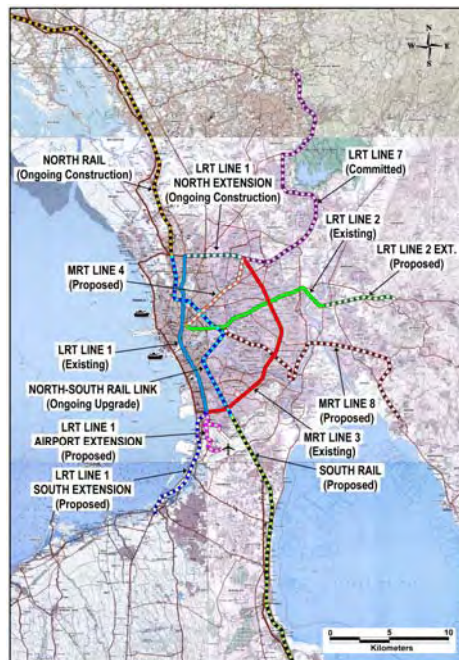 N
W E
S
NORTH RAIL
(Ongoing Construction)
LRT LINE 1
NORTH EXTENSION
(Ongoing Construction)
LRT LINE 7
(Committed)
LRT LINE 2
(Existing)
LRT LINE 2 EXT.
(Proposed)
MRT LINE 4
(Proposed)
LRT LINE 1
(Existing)
NORTH-SOUTH RAIL LINK
(Ongoing Upgrade)
MRT LINE 8
(Proposed)
LRT LINE 1
AIRPORT EXTENSION
(Proposed)
MRT LINE 3
(Existing)
LRT LINE 1
SOUTH EXTENSION
(Proposed)
SOUTH RAIL
(Proposed)
0 5 10
Kilometers